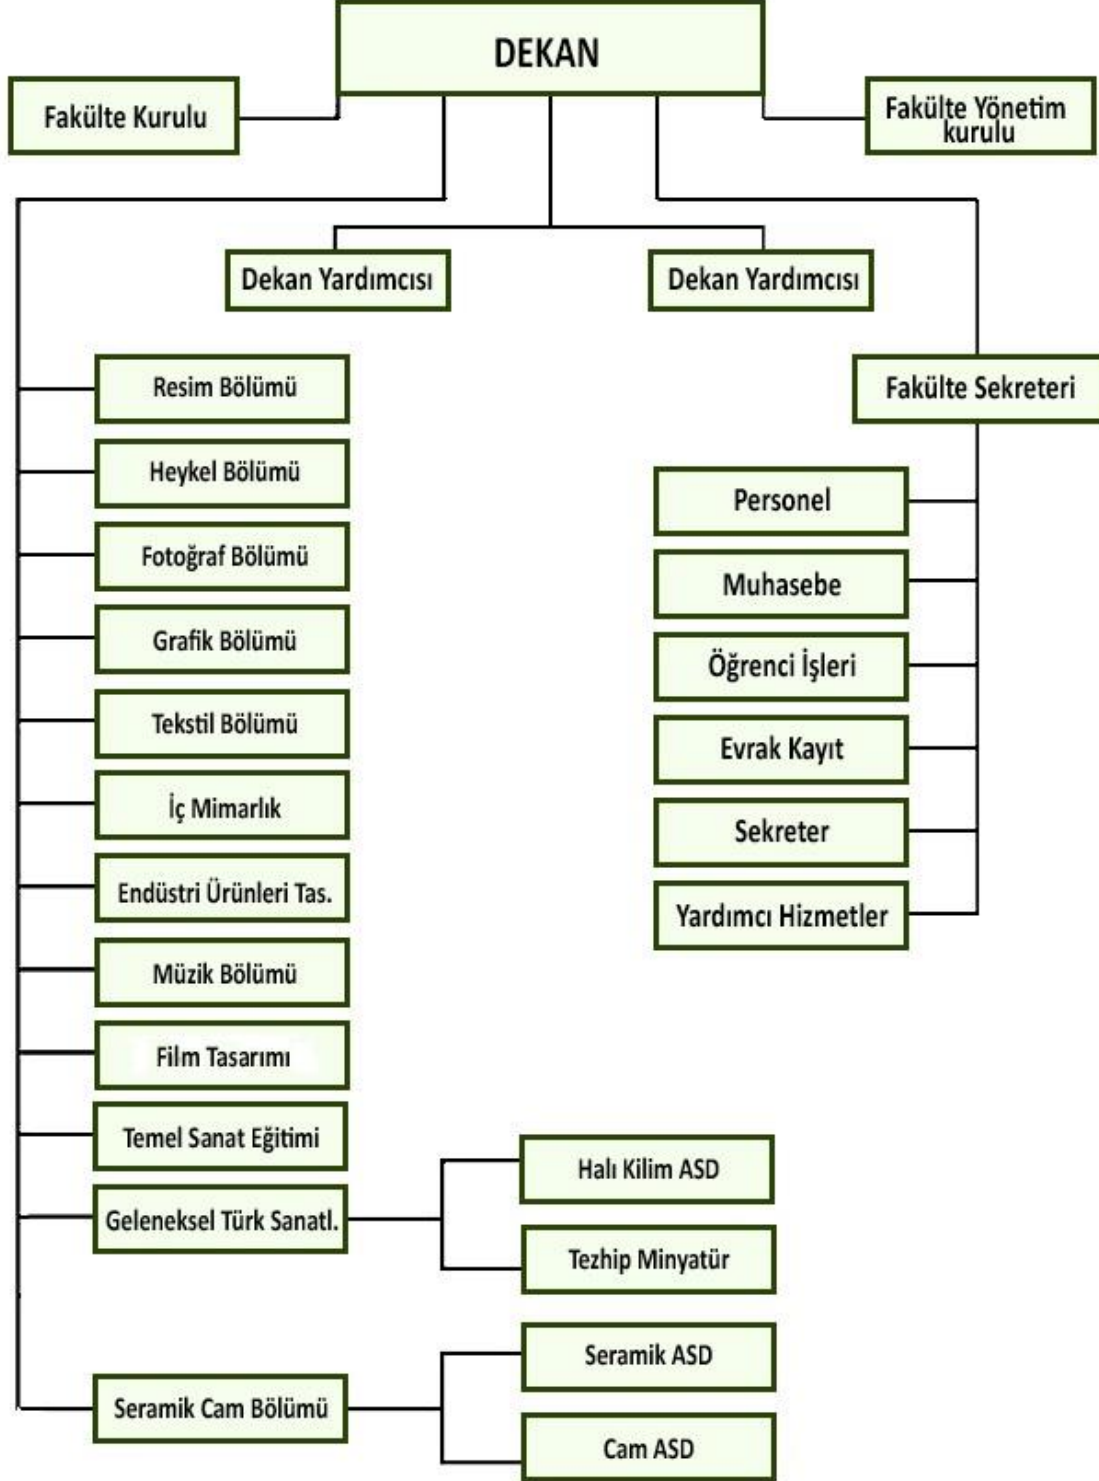 DEKAN
Fakülte Kurulu
Fakülte Yönetim
kurulu
Dekan Yardımcısı
Dekan Yardımcısı
Resim Bölümü
Heykel Bölümü
Fotoğraf Bölümü
Grafik Bölümü
Tekstil Bölümü
İç Mimarlık
Endüstri Ürünleri Tas.
Müzik Bölümü
Film Tasarımı
Temel Sanat Eğitimi
Geleneksel Türk Sanatl.
Halı Kilim ASD
Tezhip Minyatür
Seramik Cam Bölümü
Seramik ASD
Cam ASD
Fakülte Sekreteri
Personel
Muhasebe
Öğrenci İşleri
Evrak Kayıt
Sekreter
Yardımcı Hizmetler